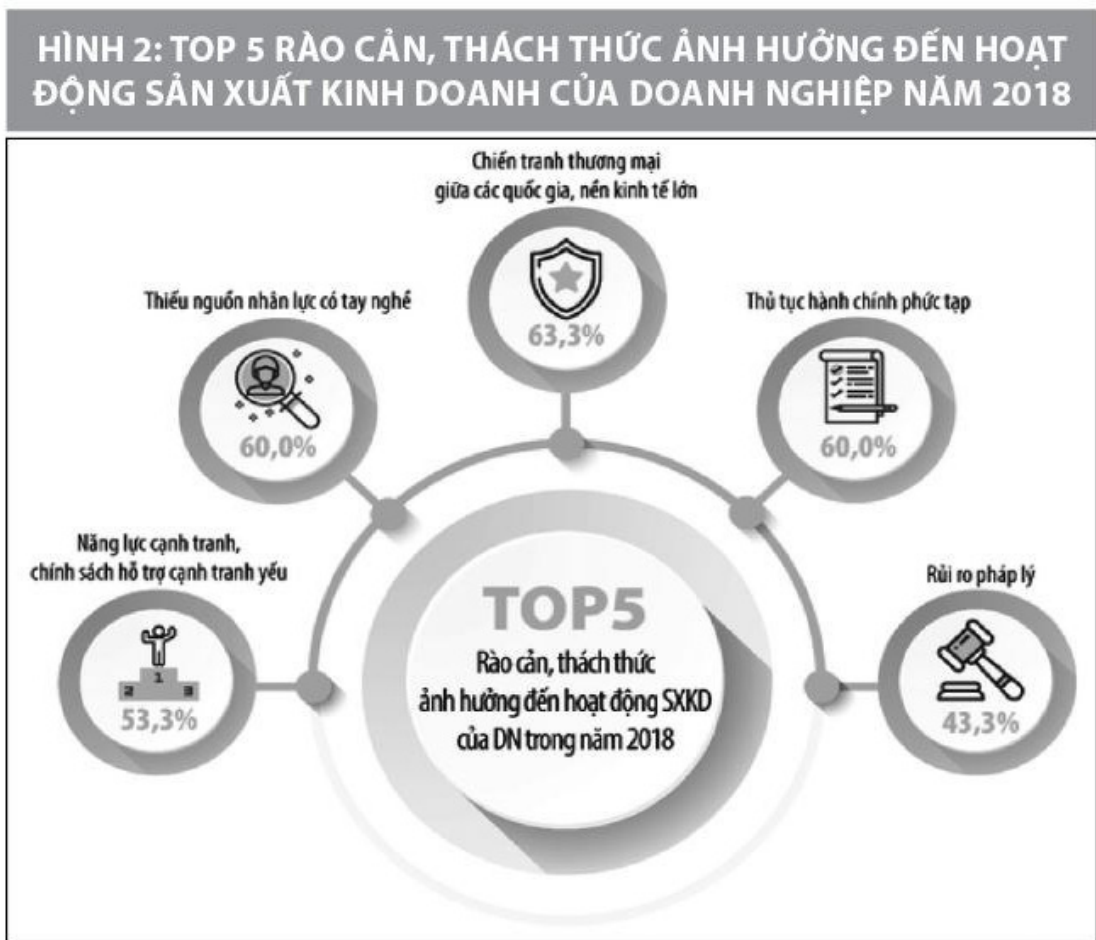 HÌNH 2: TOP 5 RÀO CẢN, THÁCH THỨC ẢNH HƯỞNG ĐẾN HOẠT
ĐỘNG SẢN XUẤT KINH DOANH CỦA DOANH NGHIỆP NĂM 2018
Chiến tranh thương mại
giữa các quốc gia, nền kinh tế lớn
63,3%
Thiếu nguồn nhân lực có tay nghề
60,0%
Thủ tục hành chính phức tạp
60,0%
Năng lực cạnh tranh,
chính sách hỗ trợ cạnh tranh yếu
1
2 3
53,3%
Rủi ro pháp lý
43,3%
TOP5
Rào cản, thách thức
ảnh hưởng đến hoạt động SXKD
của DN trong năm 2018